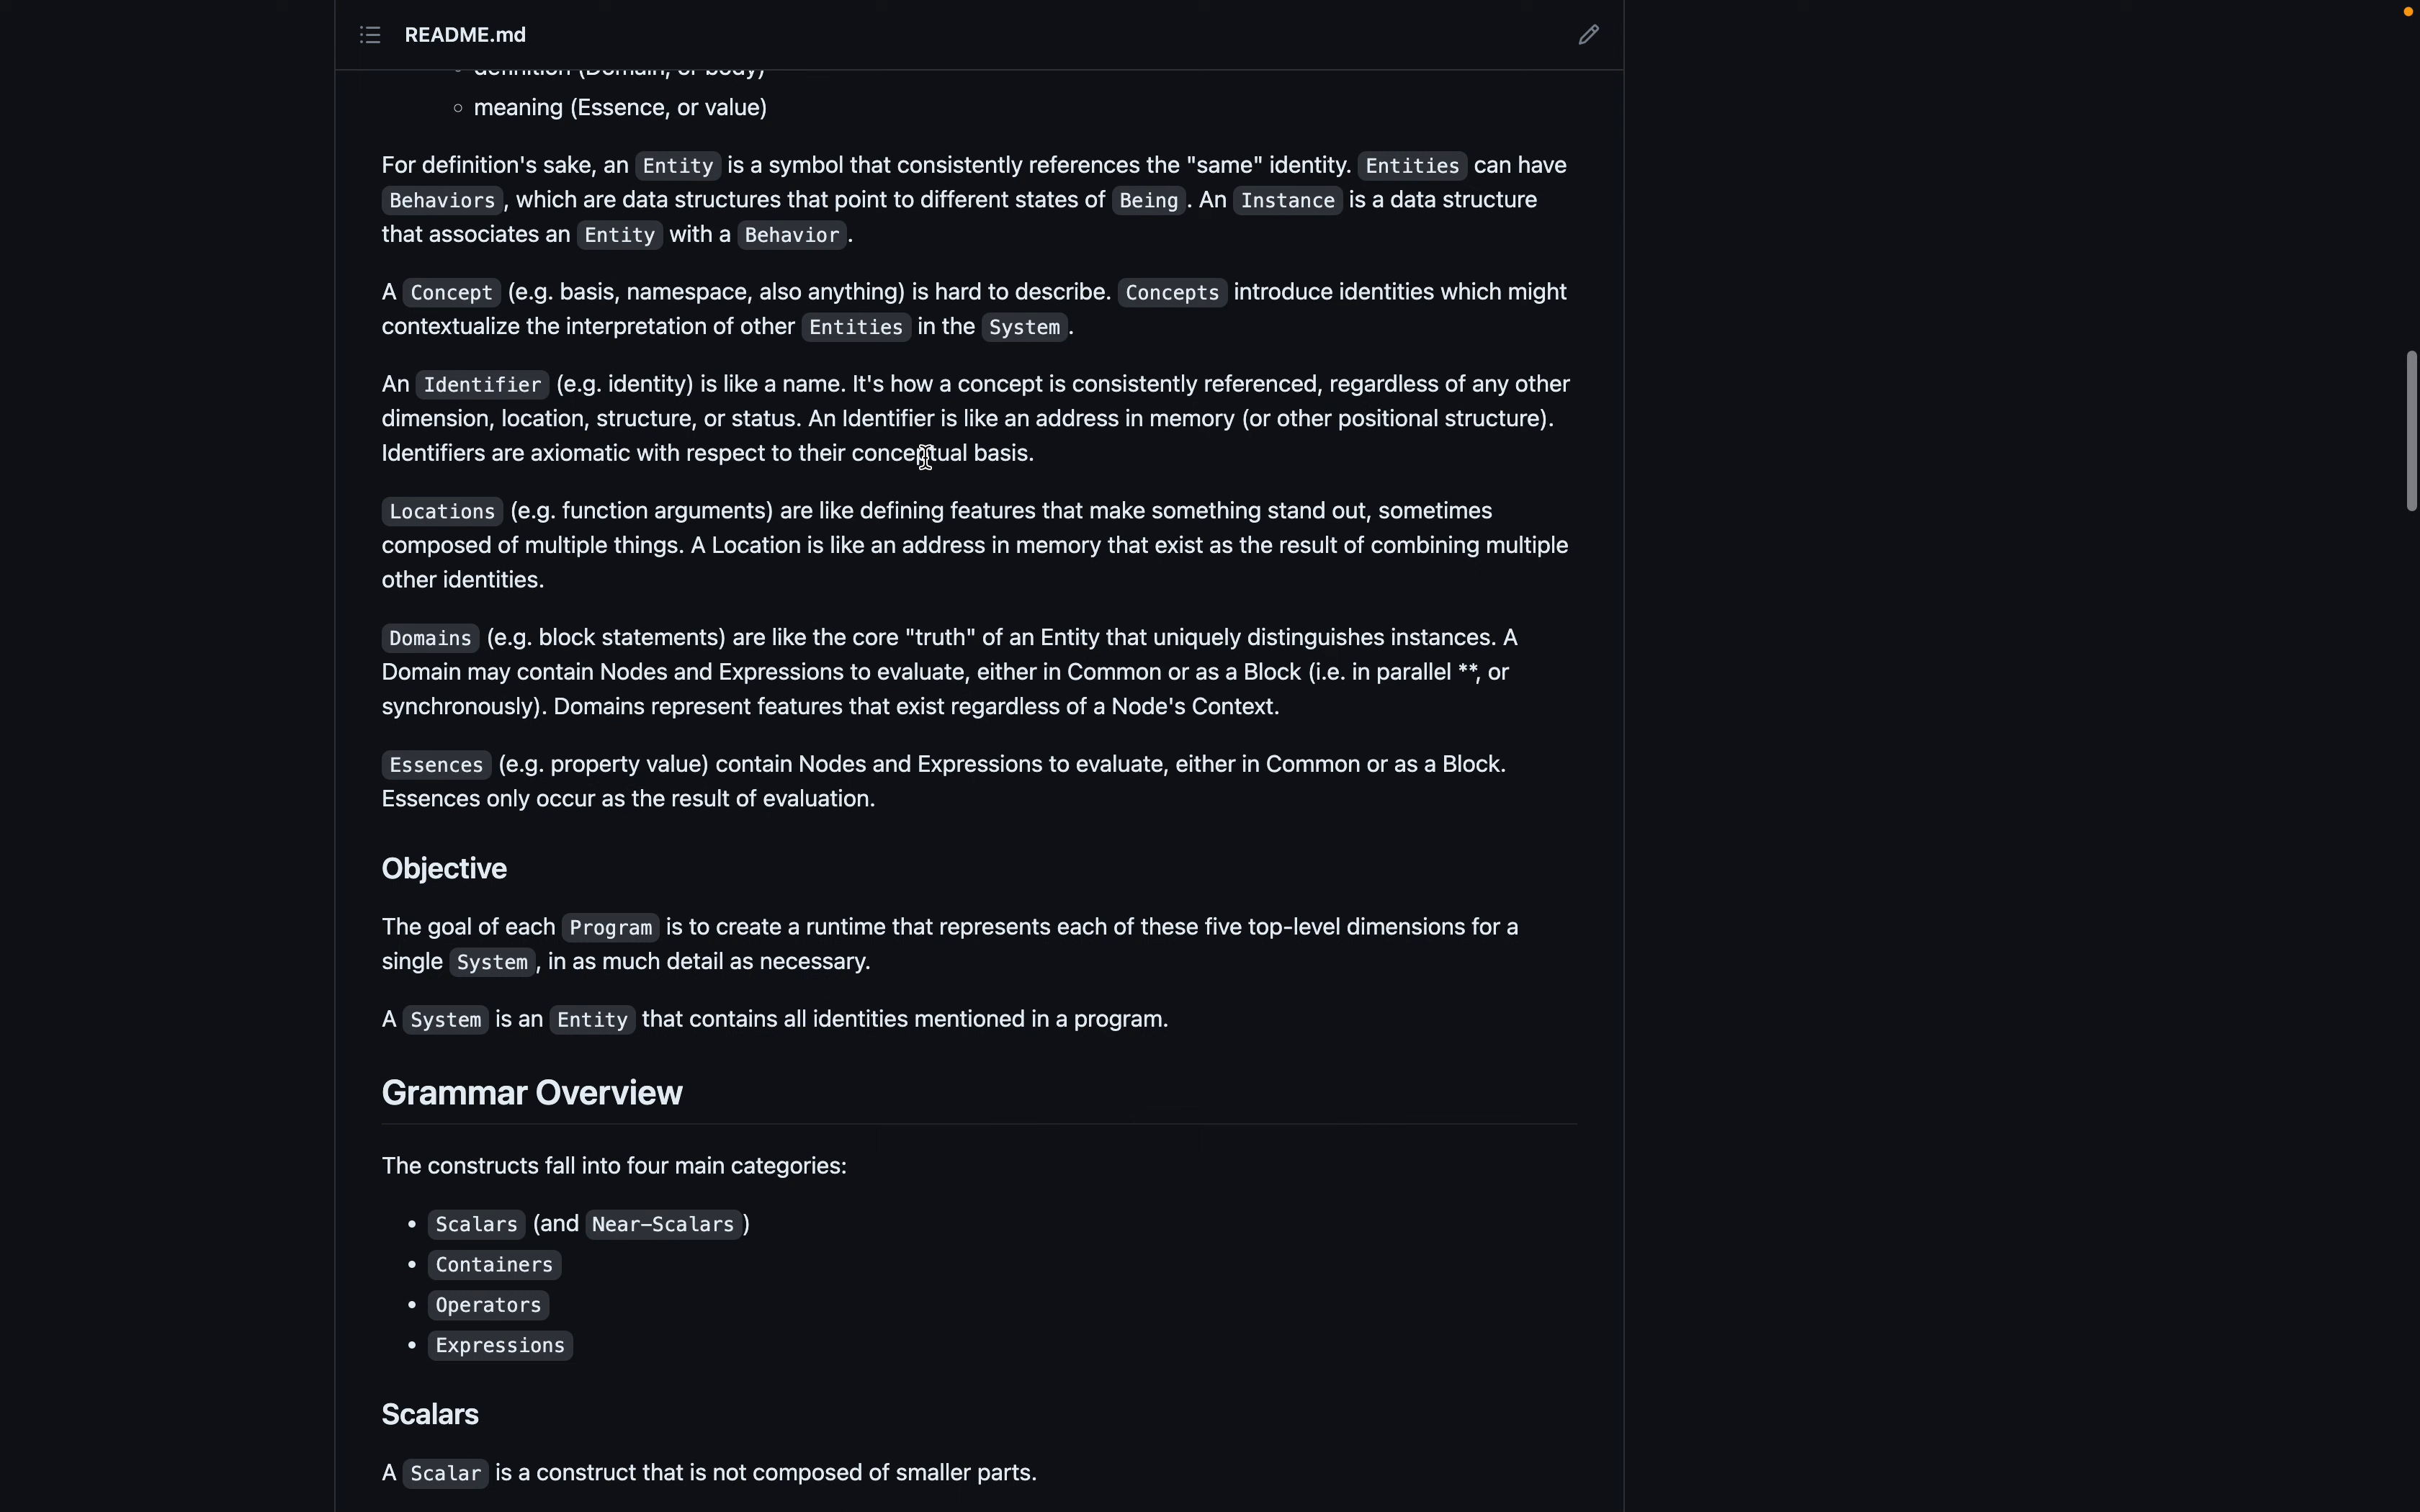 README.md
definition (Domain, or body)
meaning (Essence, or value)
For definition's sake, an Entity is a symbol that consistently references the "same" identity. Entities can have
Behaviors, which are data structures that point to different states of Being. An Instance is a data structure
that associates an Entity with a Behavior.
A Concept (e.g. basis, namespace, also anything) is hard to describe. Concepts introduce identities which might
contextualize the interpretation of other Entities in the System.
An Identifier (e.g. identity) is like a name. It's how a concept is consistently referenced, regardless of any other
dimension, location, structure, or status. An Identifier is like an address in memory (or other positional structure).
Identifiers are axiomatic with respect to their conceptual basis.
Locations (e.g. function arguments) are like defining features that make something stand out, sometimes
composed of multiple things. A Location is like an address in memory that exist as the result of combining multiple
other identities.
Domains (e.g. block statements) are like the core "truth" of an Entity that uniquely distinguishes instances. A
Domain may contain Nodes and Expressions to evaluate, either in Common or as a Block (i.e. in parallel **, or
synchronously). Domains represent features that exist regardless of a Node's Context.
Essences (e.g. property value) contain Nodes and Expressions to evaluate, either in Common or as a Block.
Essences only occur as the result of evaluation.
Objective
The goal of each Program is to create a runtime that represents each of these five top-level dimensions for a
single System, in as much detail as necessary.
A System is an Entity that contains all identities mentioned in a program.
Grammar Overview
The constructs fall into four main categories:
• Scalars (and Near-Scalars)
• Containers
• Operators
• Expressions
Scalars
A Scalar is a construct that is not composed of smaller parts.